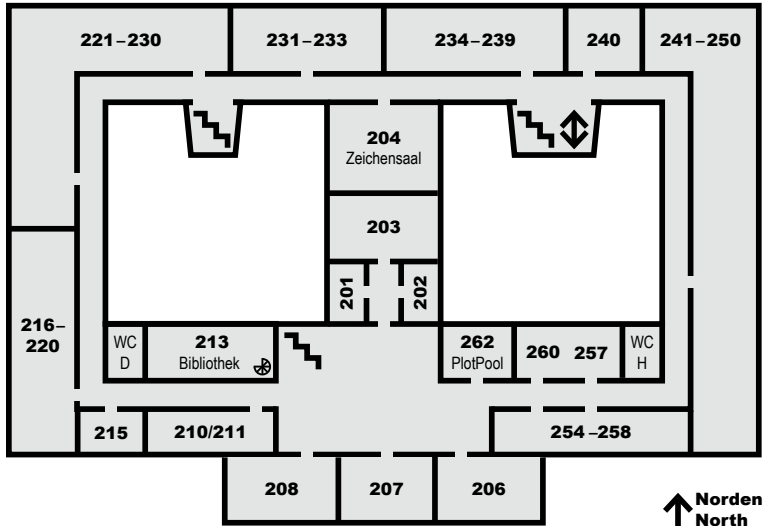 221–230
231–233
234–239
240
241–250
204
Zeichensaal
203
201
202
216–
220
WC
D
213
Bibliothek
262
PlotPool
260 257
WC
H
215
210/211
254–258
208
207
206
Norden
North